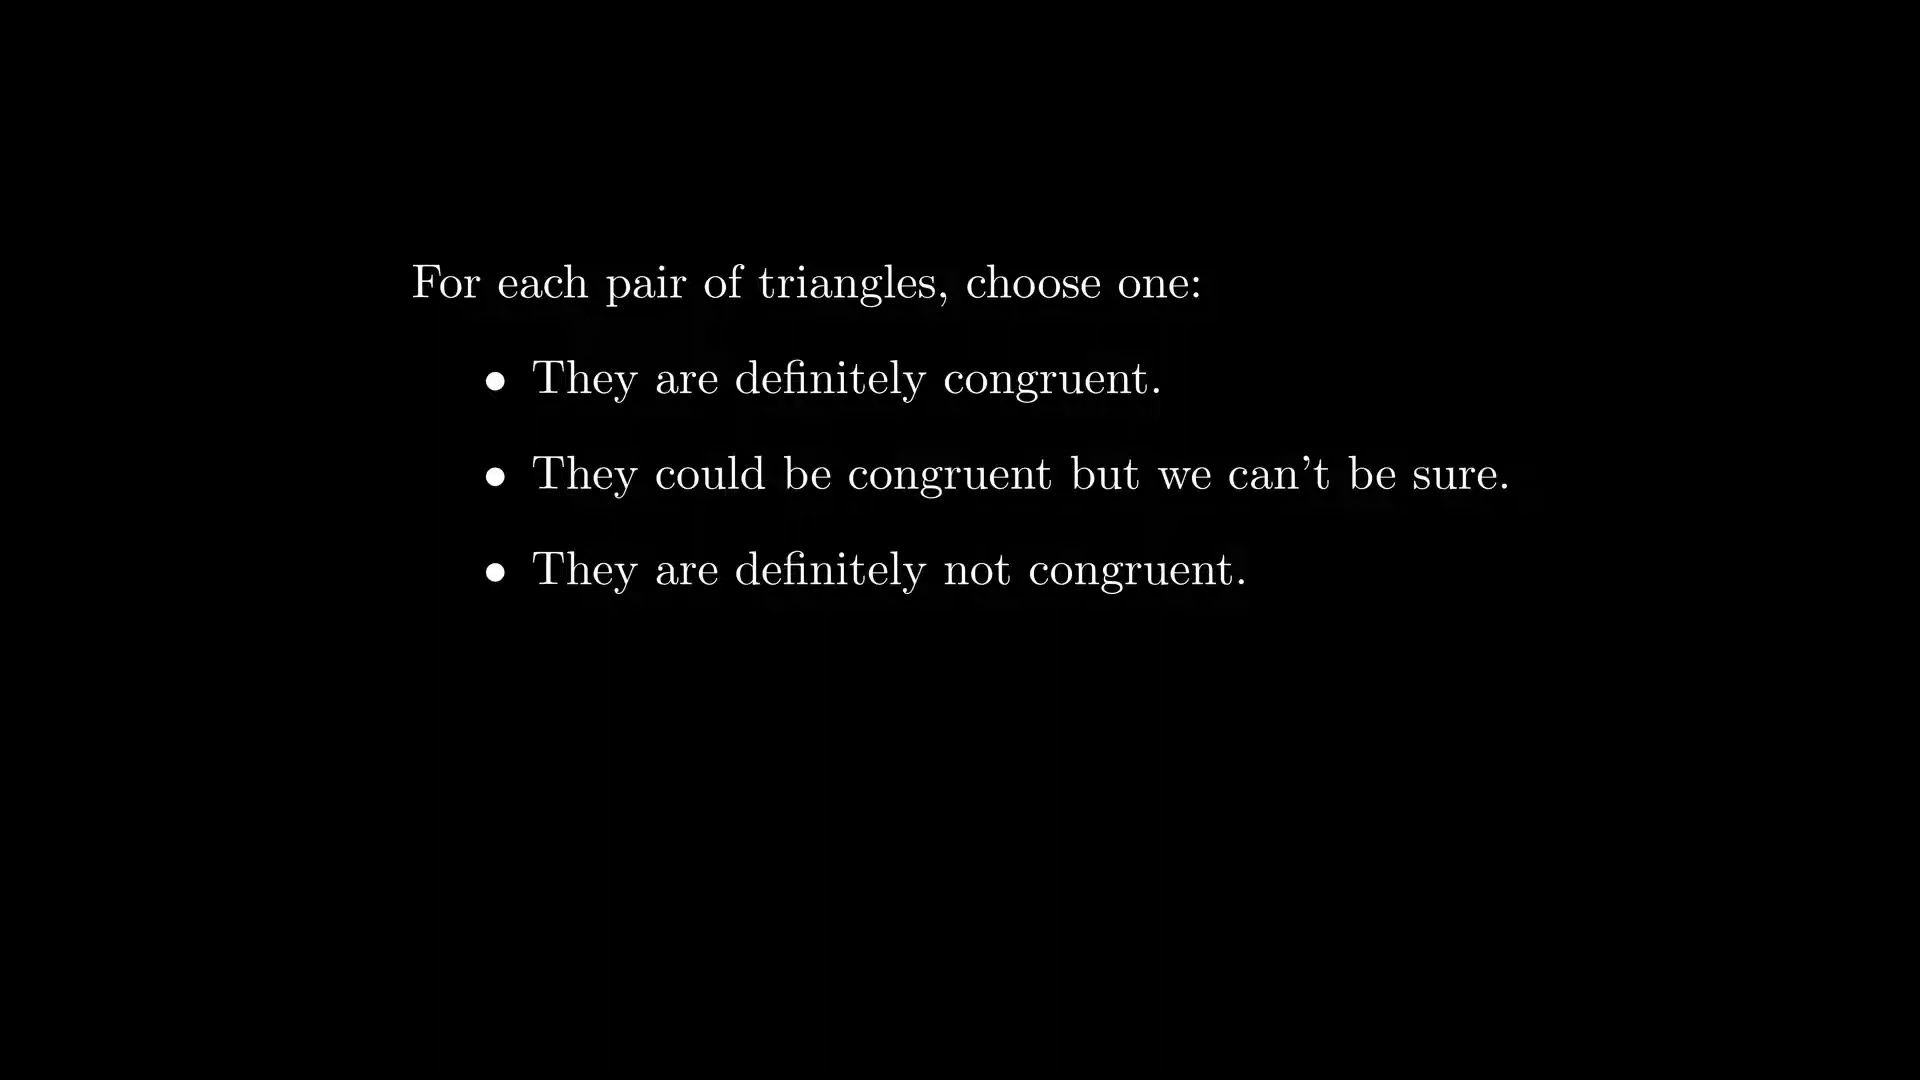 For each pair of triangles, choose one:
• They are definitely congruent.
• They could be congruent but we can't be sure.
• They are definitely not congruent.